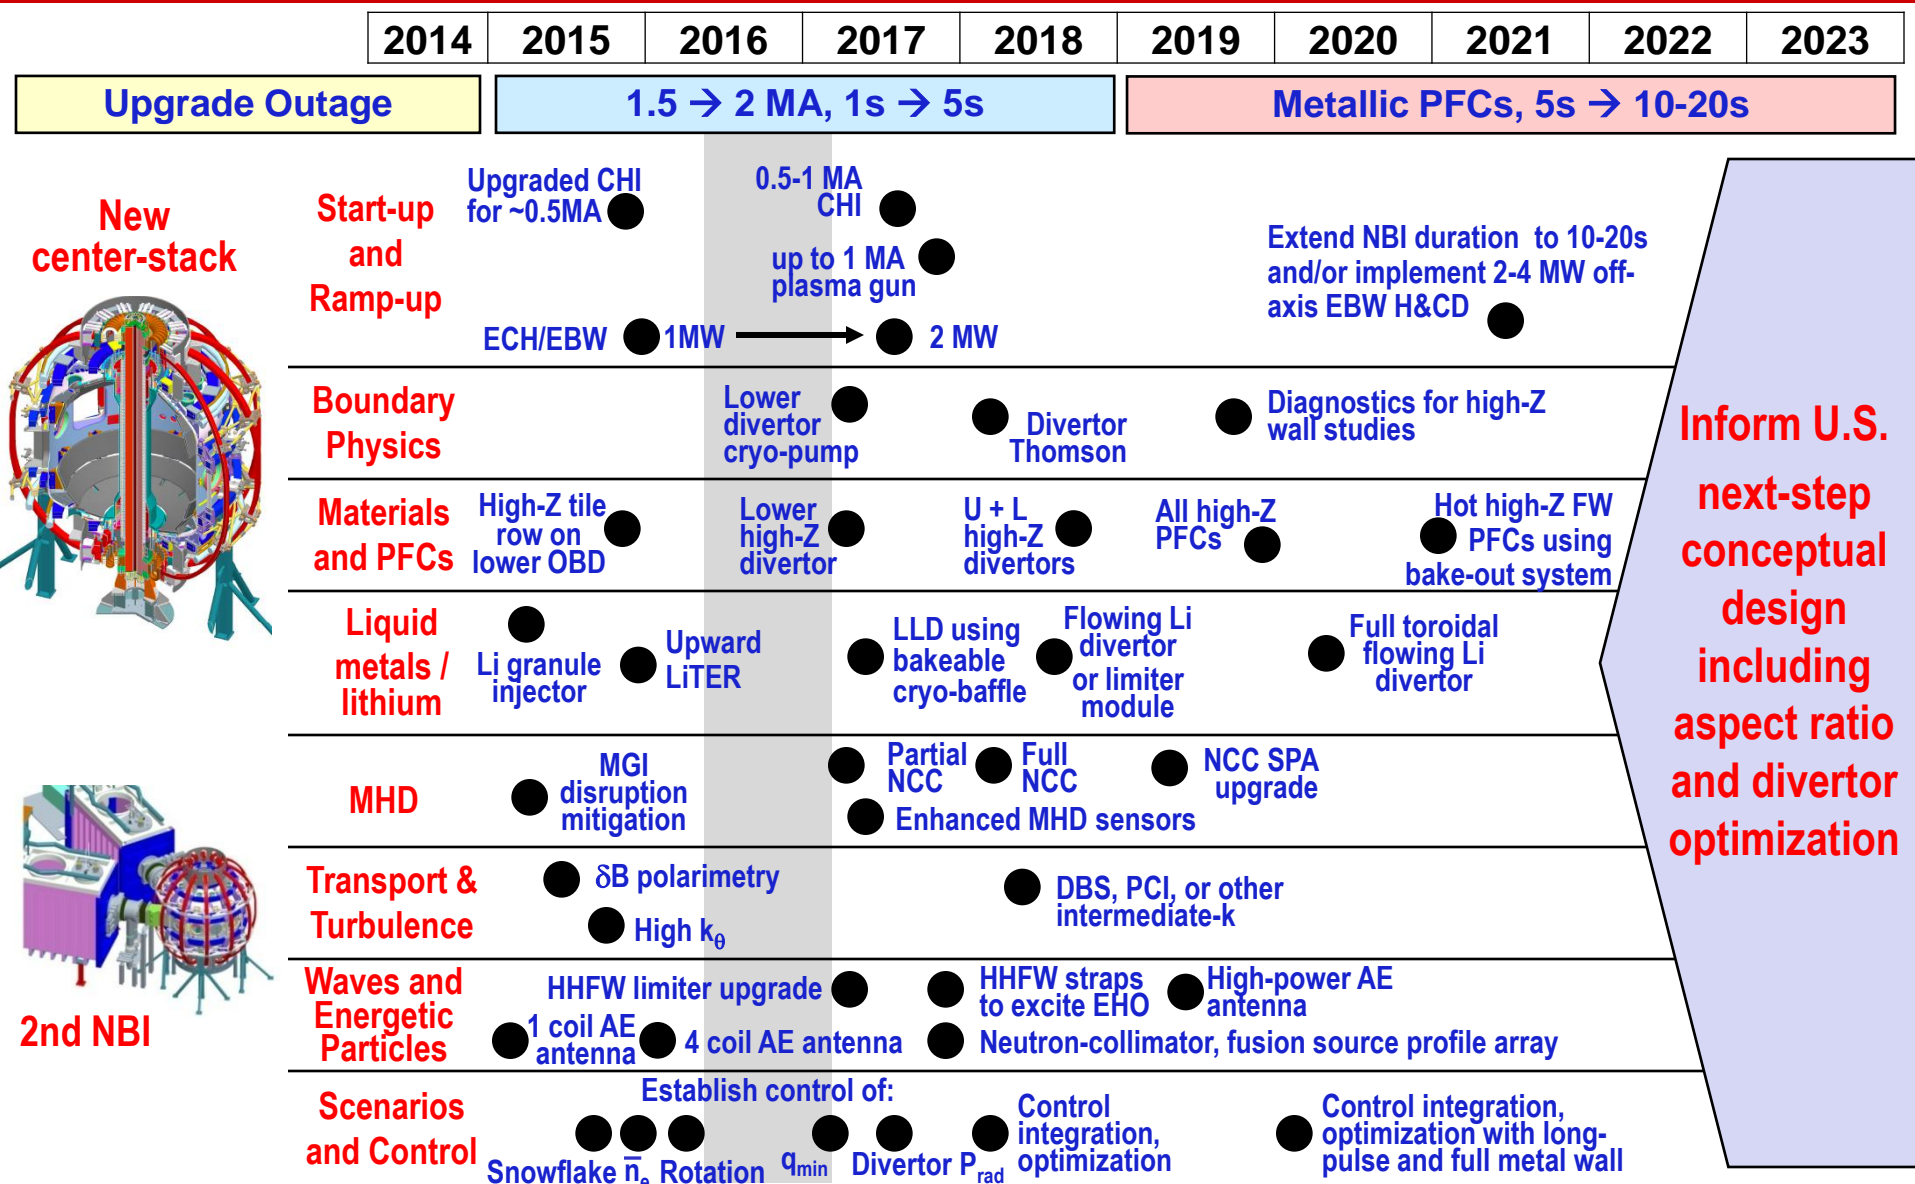 2014 2015 2016 2017 2018 2019 2020 2021 2022 2023
Upgrade Outage
1.5 → 2 MA, 1s → 5s
Metallic PFCs, 5s → 10-20s
New
center-stack
2nd NBI
Start-up
and
Ramp-up
Upgraded CHI
for ~0.5MA
0.5-1 MA
CHI
up to 1 MA
plasma gun
ECH/EBW
1MW
2 MW
Extend NBI duration to 10-20s
and/or implement 2-4 MW off-
axis EBW H&CD
Boundary
Physics
Lower
divertor
cryo-pump
Divertor
Thomson
Diagnostics for high-Z
wall studies
Materials
and PFCs
High-Z tile
row on
lower OBD
Lower
high-Z
divertor
U + L
high-Z
divertors
All high-Z
PFCs
Hot high-Z FW
PFCs using
bake-out system
Liquid
metals /
lithium
Li granule
injector
Upward
LiTER
LLD using
bakeable
cryo-baffle
Flowing Li
divertor
or limiter
module
Full toroidal
flowing Li
divertor
MHD
MGI
disruption
mitigation
Partial
NCC
Full
NCC
NCC SPA
upgrade
Enhanced MHD sensors
Transport &
Turbulence
δB polarimetry
High kθ
DBS, PCI, or other
intermediate-k
Waves and
Energetic
Particles
HHFW limiter upgrade
HHFW straps
to excite EHO
High-power AE
antenna
1 coil AE
antenna
4 coil AE antenna
Neutron-collimator, fusion source profile array
Scenarios
and Control
Establish control of:
Snowflake
n̄e
Rotation
qmin
Divertor Prad
Control
integration,
optimization
Control integration,
optimization with long-
pulse and full metal wall
Inform U.S.
next-step
conceptual
design
including
aspect ratio
and divertor
optimization